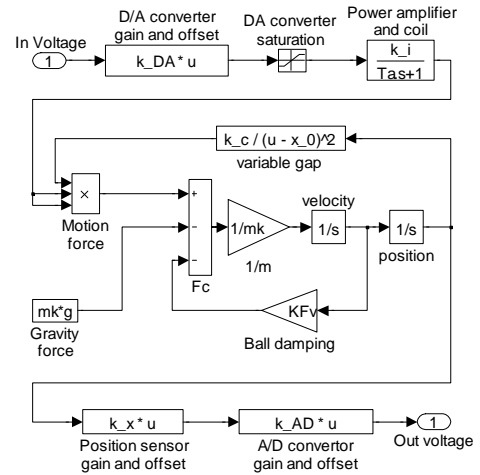 D/A converter
gain and offset
DA converter
saturation
Power amplifier
and coil
In Voltage
1
k_DA* u
k_i
Tas+1
k_c / (u - x_0)^2
variable gap
×
Motion
force
+
−
−
Fc
1/mk
1/m
velocity
1/s
1/s
position
mk*g
Gravity
force
KFv
Ball damping
k_x * u
Position sensor
gain and offset
k_AD * u
A/D convertor
gain and offset
1
Out voltage